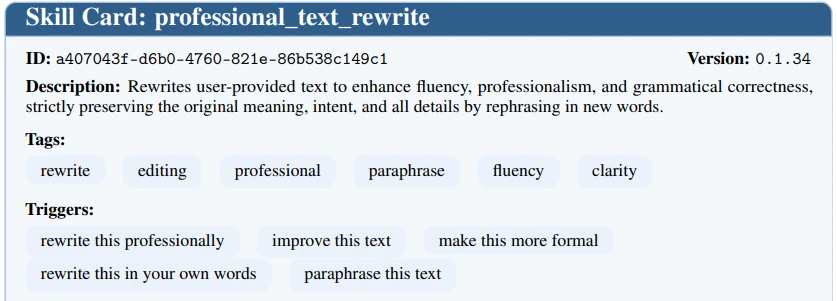 Skill Card: professional_text_rewrite
ID: a407043f-d6b0-4760-821e-86b538c149c1 Version: 0.1.34
Description: Rewrites user-provided text to enhance fluency, professionalism, and grammatical correctness,
strictly preserving the original meaning, intent, and all details by rephrasing in new words.
Tags:
rewrite editing professional paraphrase fluency clarity
Triggers:
rewrite this professionally improve this text make this more formal
rewrite this in your own words paraphrase this text